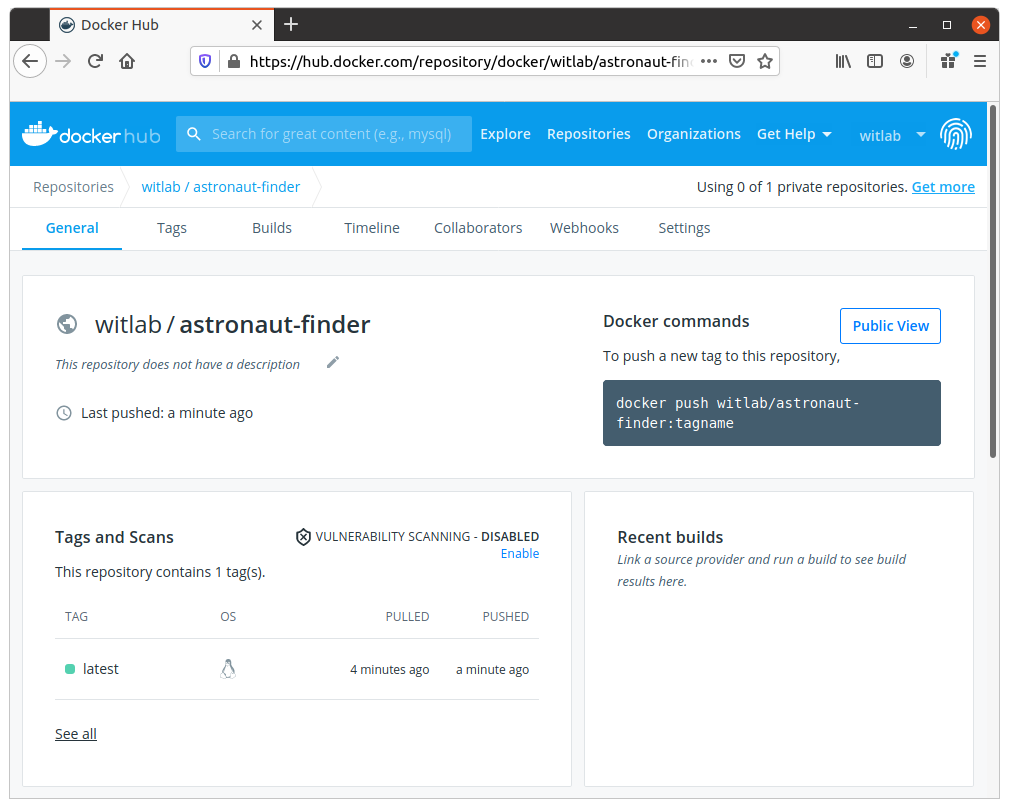 Docker Hub
https://hub.docker.com/repository/docker/witlab/astronaut-fin
dockerhub Search for great content (e.g., mysql) Explore Repositories Organizations Get Help witlab
Repositories witlab / astronaut-finder Using 0 of 1 private repositories. Get more
General Tags Builds Timeline Collaborators Webhooks Settings
witlab / astronaut-finder
This repository does not have a description
Last pushed: a minute ago
Docker commands
Public View
To push a new tag to this repository,
docker push witlab/astronaut-
finder:tagname
Tags and Scans
VULNERABILITY SCANNING - DISABLED
Enable
This repository contains 1 tag(s).
TAG OS PULLED PUSHED
latest 4 minutes ago a minute ago
See all
Recent builds
Link a source provider and run a build to see build
results here.